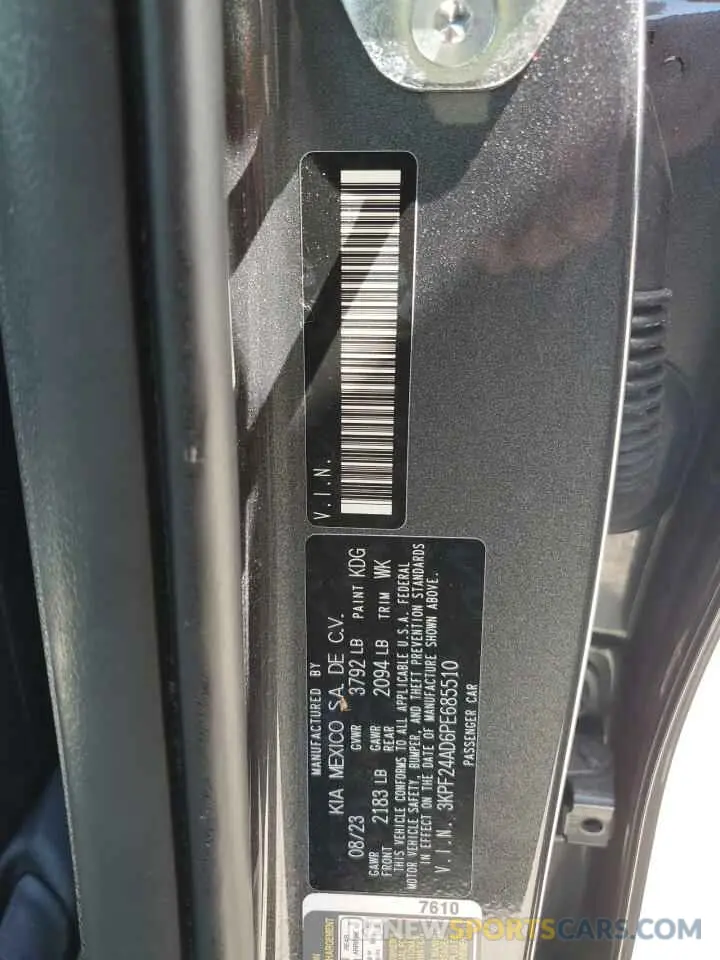 V.I.N.
MANUFACTURED BY
KIA MEXICO S.A. DE C.V.
08/23 GVWR 3792 LB PAINT KDG
GAWR FRONT 2183 LB GAWR REAR 2094 LB TRIM WK
THIS VEHICLE CONFORMS TO ALL APPLICABLE U.S.A. FEDERAL
MOTOR VEHICLE SAFETY, BUMPER, AND THEFT PREVENTION STANDARDS
IN EFFECT ON THE DATE OF MANUFACTURE SHOWN ABOVE.
V.I.N. 3KPF24AD6PE685510
PASSENGER CAR
7610
RENEWSPORTSCARS.COM